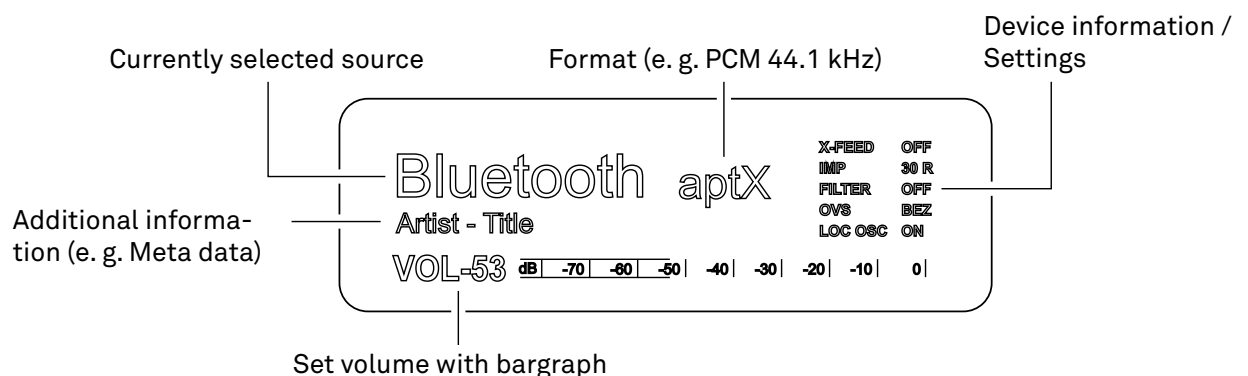 Device information /
Settings
Currently selected source
Format (e. g. PCM 44.1 kHz)
Bluetooth aptX
X-FEED OFF
IMP 30 R
FILTER OFF
OVS BEZ
LOC OSC ON
Additional informa-
tion (e. g. Meta data)
Artist - Title
VOL-53 dB -70 -60 -50 -40 -30 -20 -10 0
Set volume with bargraph